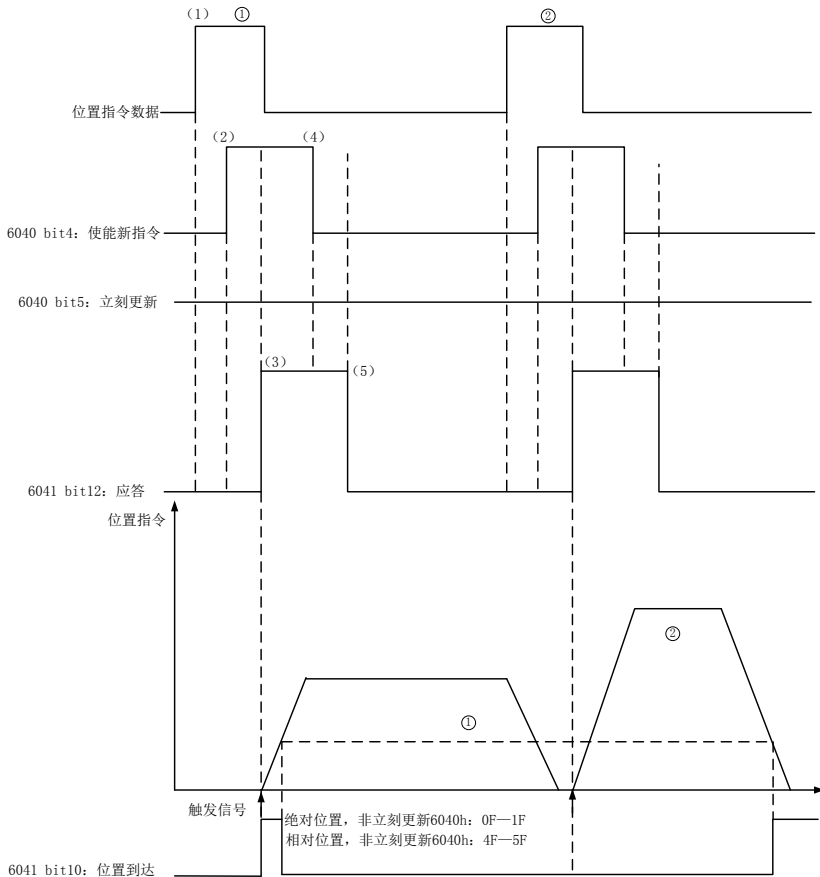 （1） ①
②
位置指令数据
（2） （4）
6040 bit4：使能新指令
6040 bit5：立刻更新
（3） （5）
6041 bit12：应答
位置指令
②
①
触发信号
绝对位置，非立刻更新6040h：0F—1F
相对位置，非立刻更新6040h：4F—5F
6041 bit10：位置到达